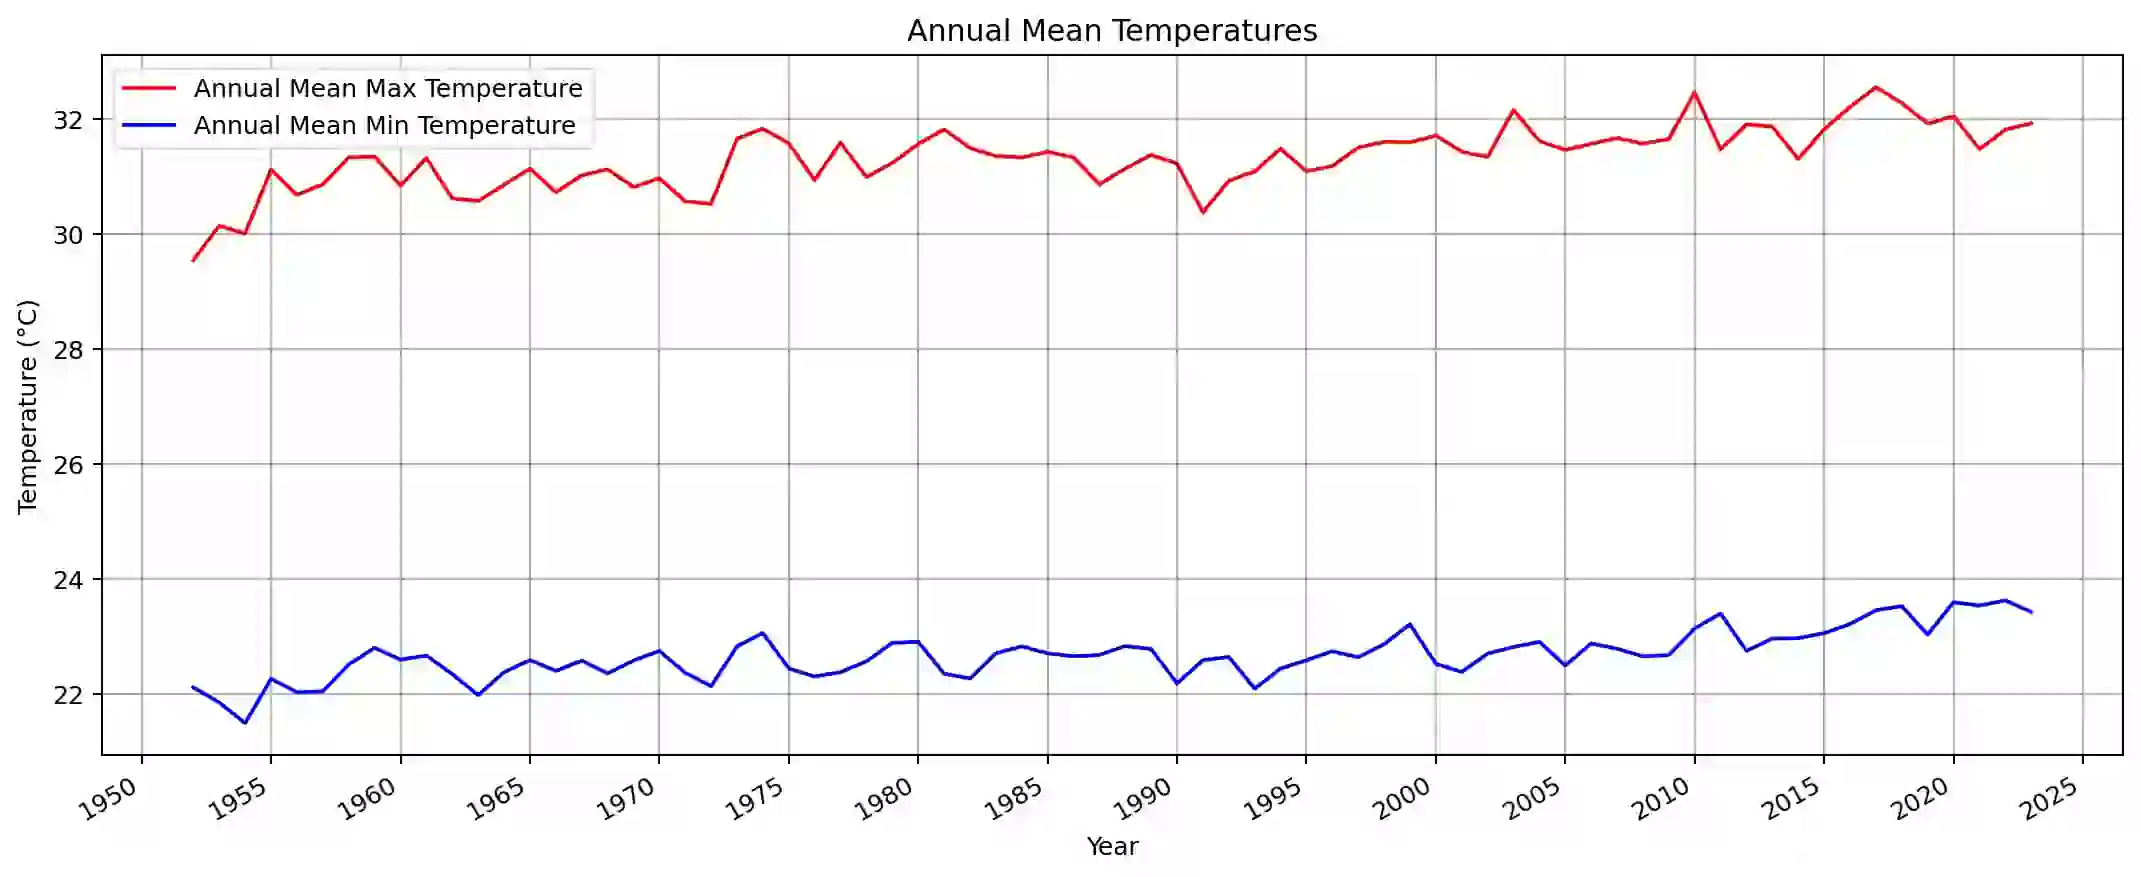 Annual Mean Temperatures
Annual Mean Max Temperature
Annual Mean Min Temperature
32
30
28
26
24
22
Temperature (°C)
1950 1955 1960 1965 1970 1975 1980 1985 1990 1995 2000 2005 2010 2015 2020 2025
Year